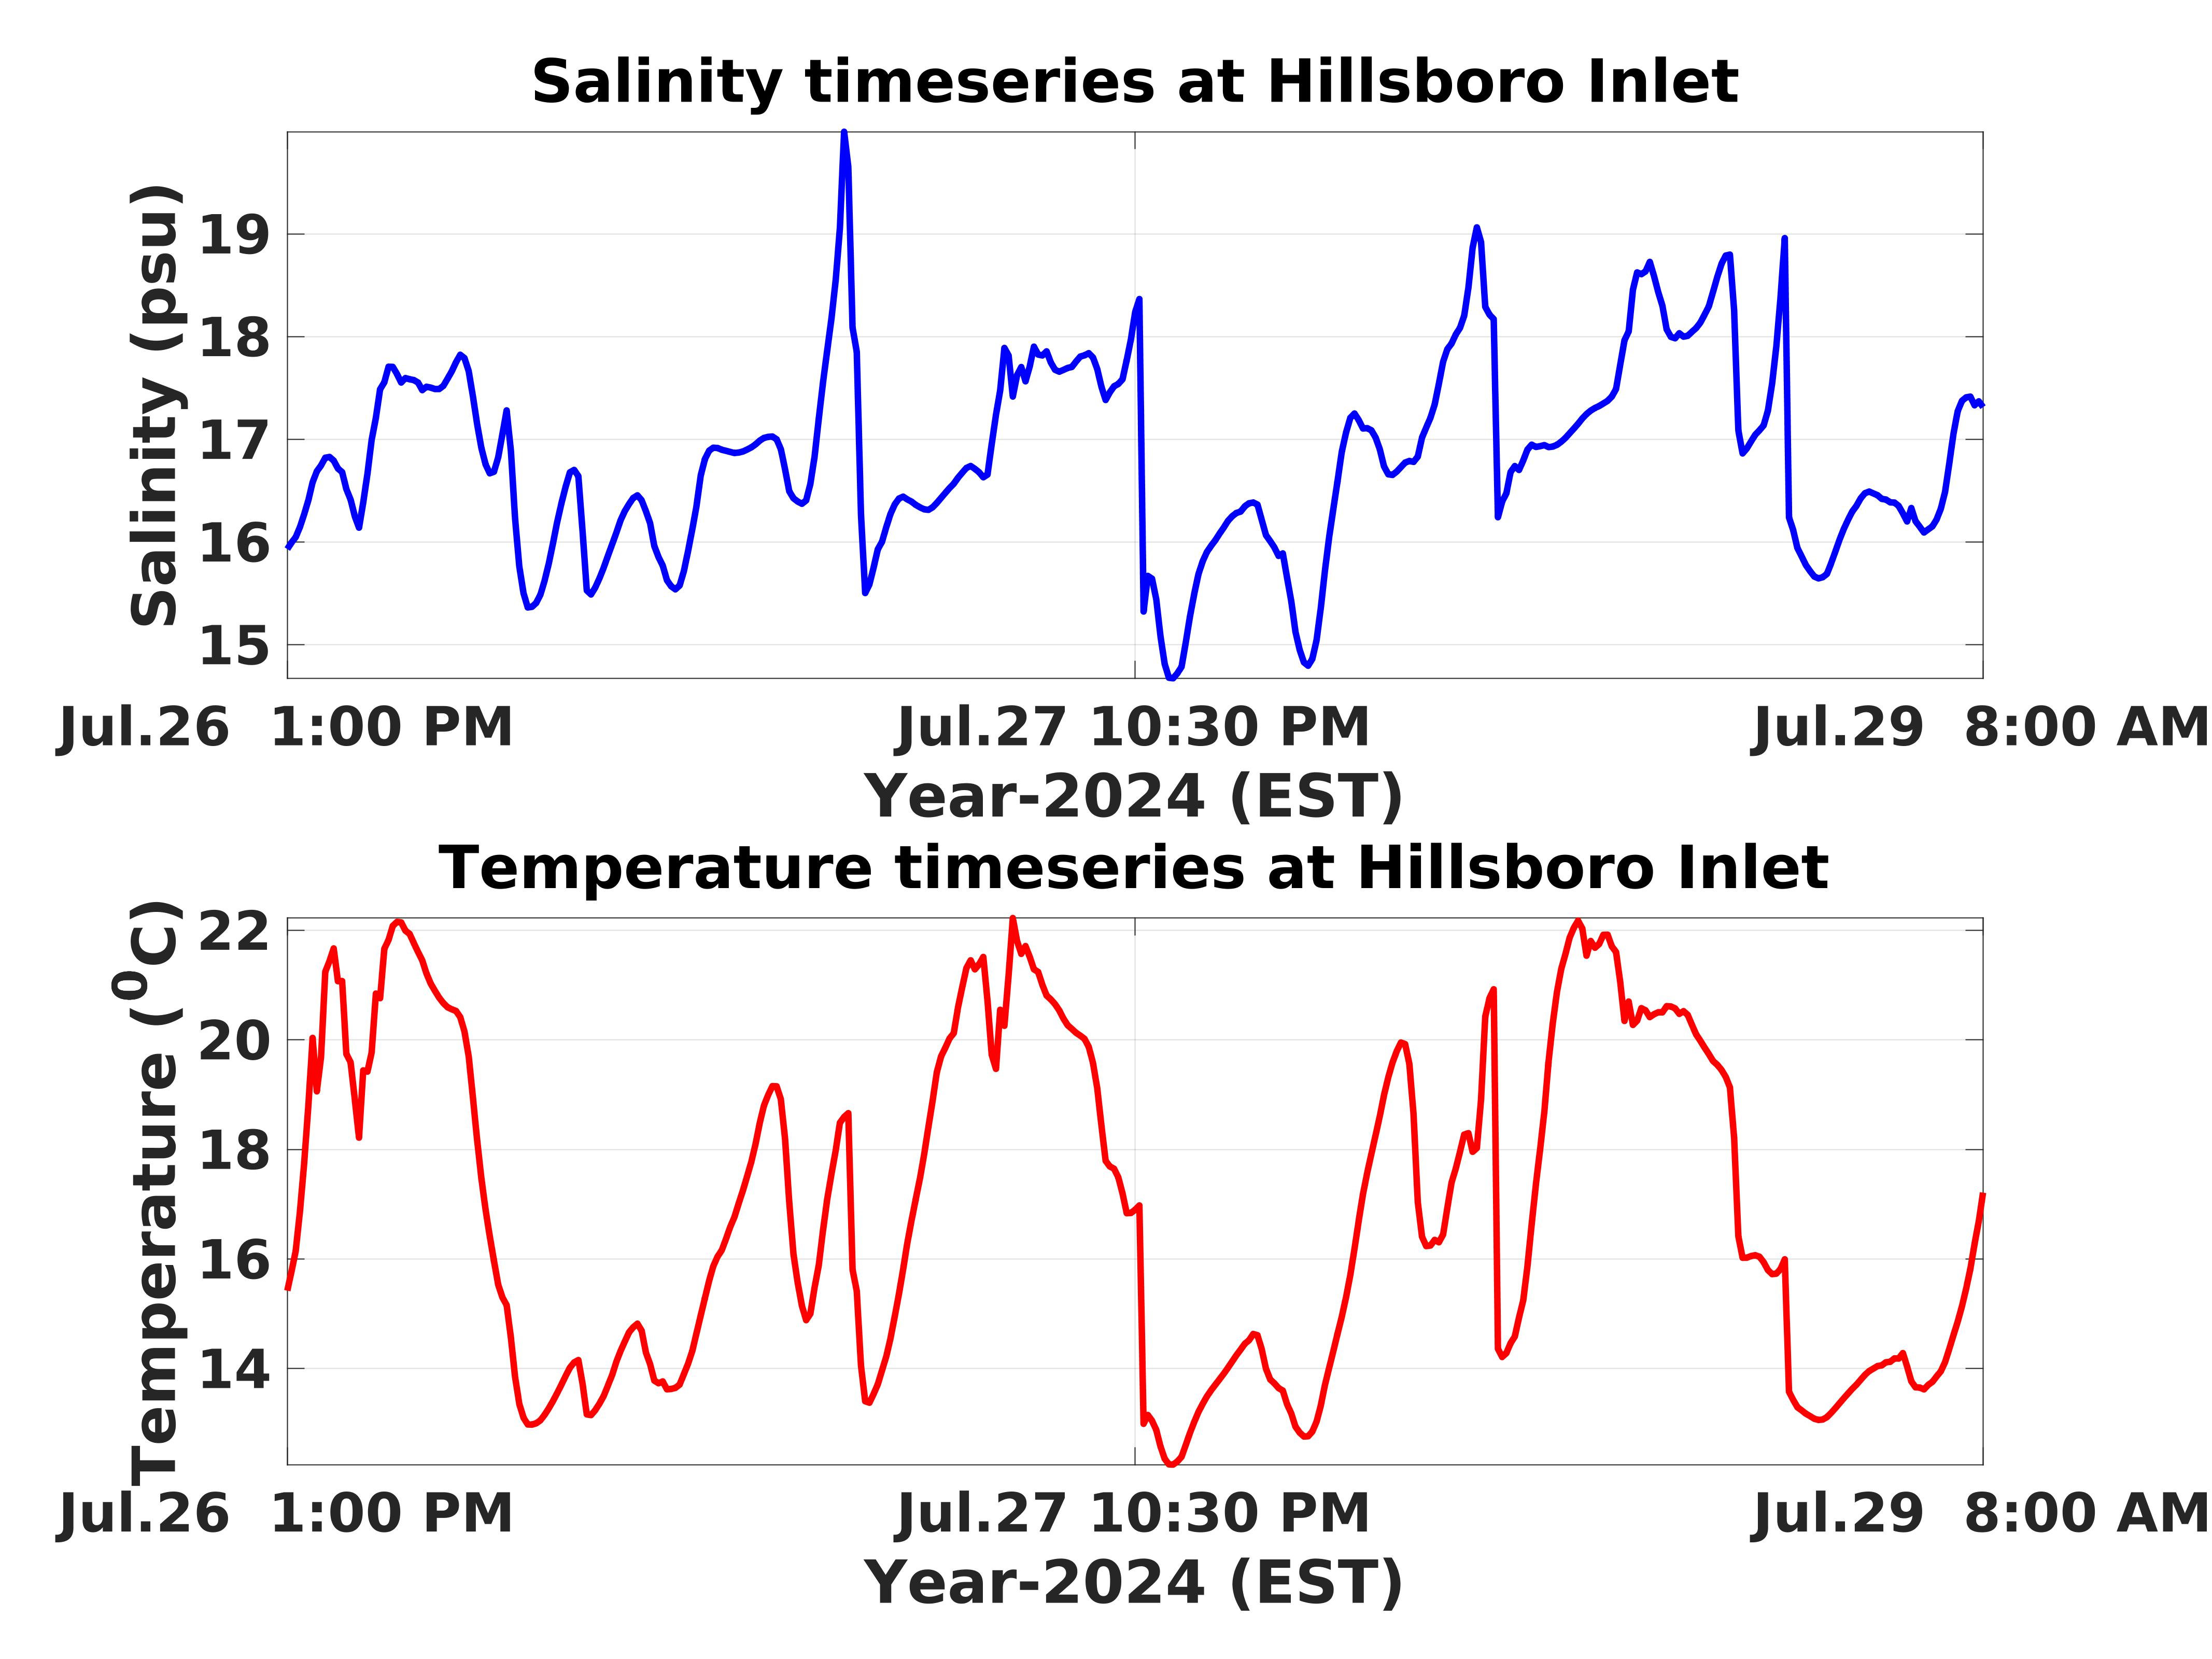 Salinity timeseries at Hillsboro Inlet
Salinity (psu)
19
18
17
16
15
Jul.26  1:00 PM
Jul.27 10:30 PM
Jul.29  8:00 AM
Year-2024 (EST)
Temperature timeseries at Hillsboro Inlet
Temperature (⁰C)
22
20
18
16
14
Jul.26  1:00 PM
Jul.27 10:30 PM
Jul.29  8:00 AM
Year-2024 (EST)